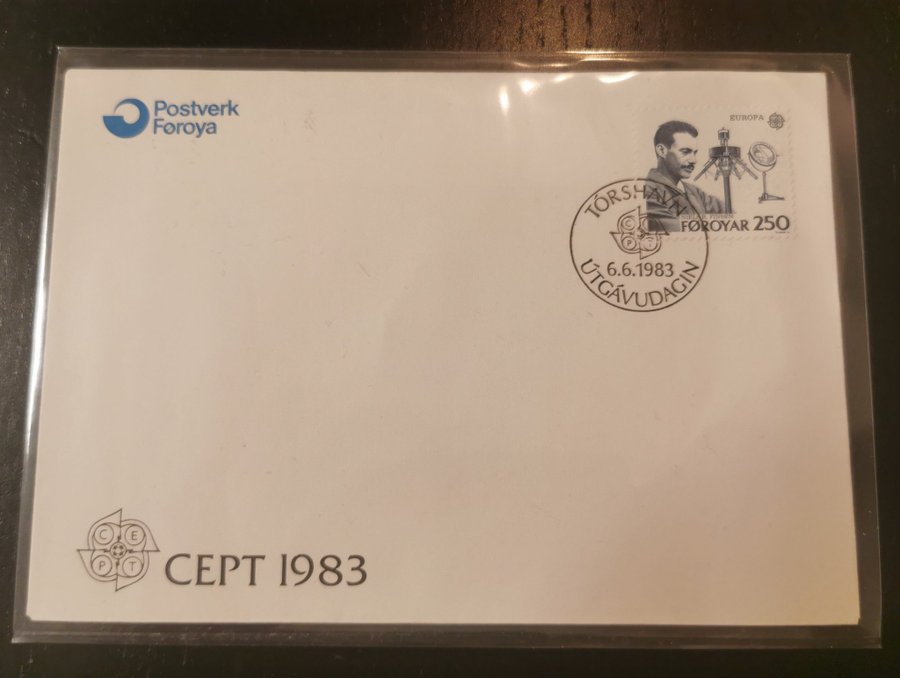 Postverk
Føroya
EUROPA
FØROYAR 250
TÓRSHAVN
C E
P T
6.6.1983
ÚTGÁVUDAGIN
C E
P T
CEPT 1983